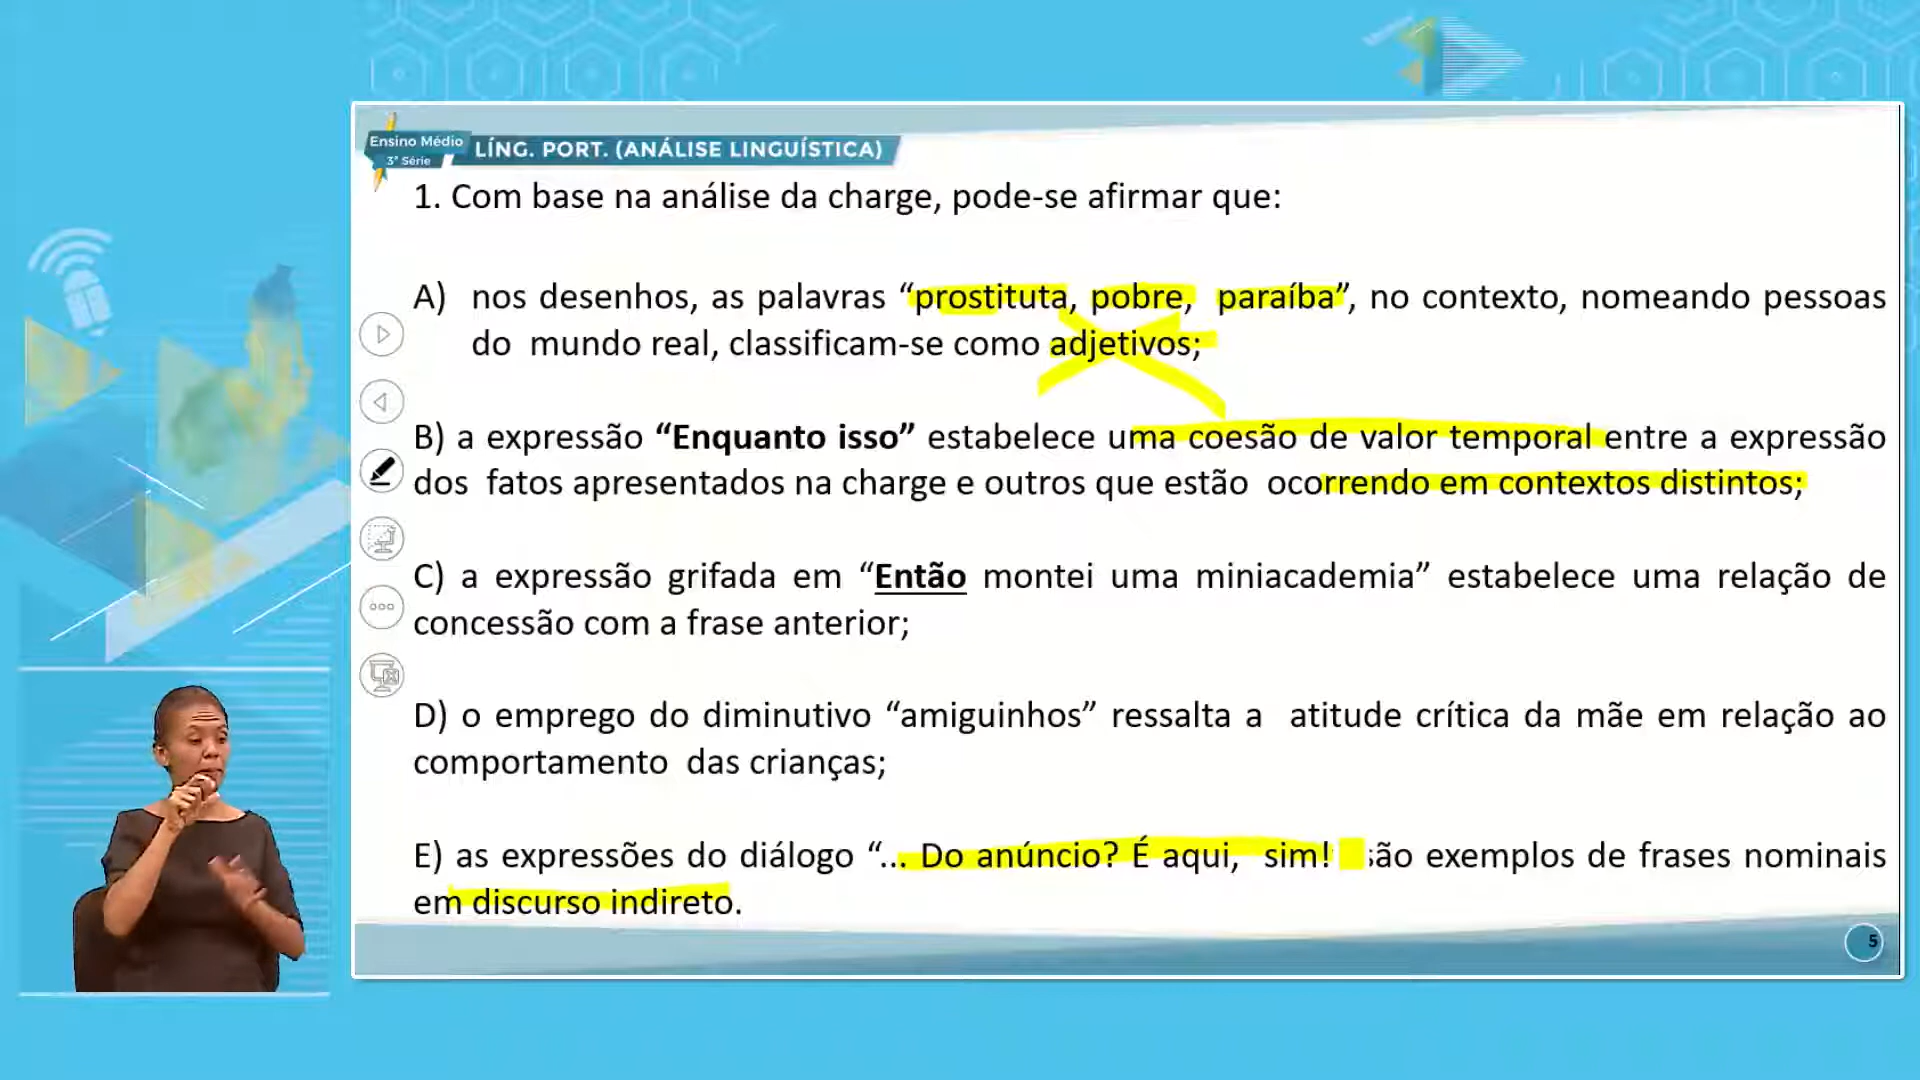 Ensino Médio
3ª Série
LÍNG. PORT. (ANÁLISE LINGUÍSTICA)
1. Com base na análise da charge, pode-se afirmar que:
A) nos desenhos, as palavras “prostituta, pobre, paraíba”, no contexto, nomeando pessoas
do mundo real, classificam-se como adjetivos;
B) a expressão “Enquanto isso” estabelece uma coesão de valor temporal entre a expressão
dos fatos apresentados na charge e outros que estão ocorrendo em contextos distintos;
C) a expressão grifada em “Então montei uma miniacademia” estabelece uma relação de
concessão com a frase anterior;
D) o emprego do diminutivo “amiguinhos” ressalta a atitude crítica da mãe em relação ao
comportamento das crianças;
E) as expressões do diálogo “... Do anúncio? É aqui, sim! são exemplos de frases nominais
em discurso indireto.
5